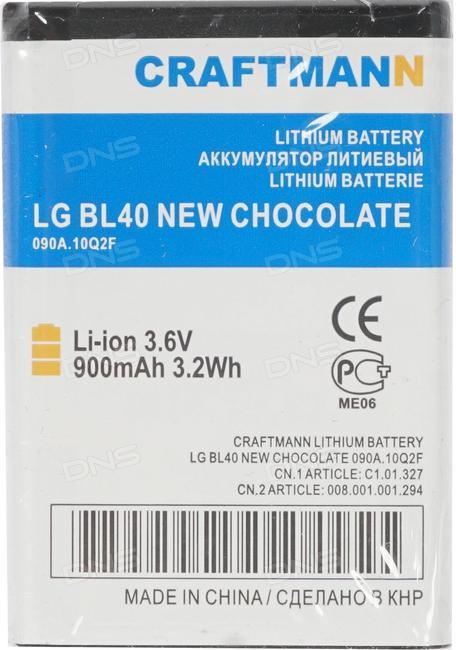 CRAFTMANN
LITHIUM BATTERY
АККУМУЛЯТОР ЛИТИЕВЫЙ
LITHIUM BATTERIE
LG BL40 NEW CHOCOLATE
090A.10Q2F
Li-ion 3.6V
900mAh 3.2Wh
CE
РСТ
ME06
CRAFTMANN LITHIUM BATTERY
LG BL40 NEW CHOCOLATE 090A.10Q2F
CN.1 ARTICLE: C1.01.327
CN.2 ARTICLE: 008.001.001.294
MADE IN CHINA / СДЕЛАНО В КНР
DNS